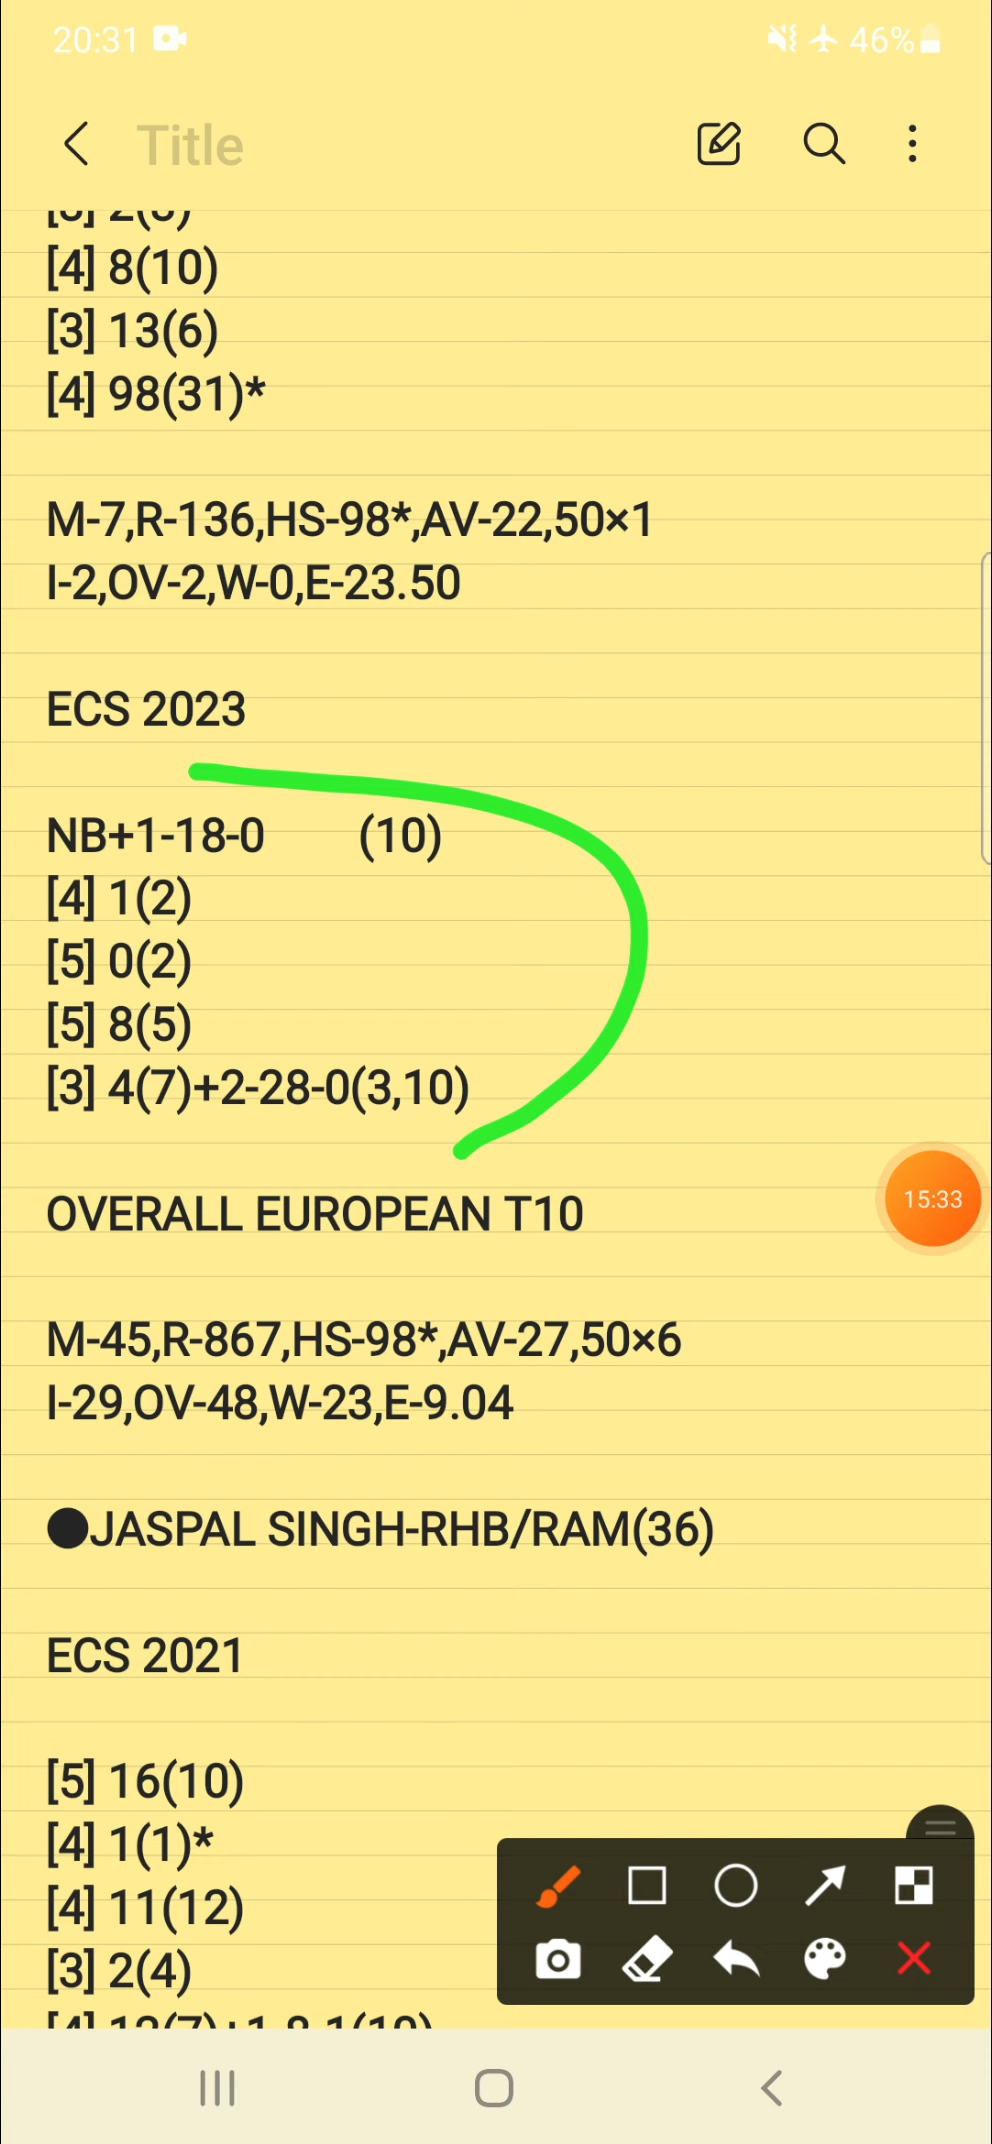 20:31 46%
Title
[4] 8(10)
[3] 13(6)
[4] 98(31)*
M-7,R-136,HS-98*,AV-22,50×1
I-2,OV-2,W-0,E-23.50
ECS 2023
NB+1-18-0 (10)
[4] 1(2)
[5] 0(2)
[5] 8(5)
[3] 4(7)+2-28-0(3,10)
OVERALL EUROPEAN T10
15:33
M-45,R-867,HS-98*,AV-27,50×6
I-29,OV-48,W-23,E-9.04
●JASPAL SINGH-RHB/RAM(36)
ECS 2021
[5] 16(10)
[4] 1(1)*
[4] 11(12)
[3] 2(4)